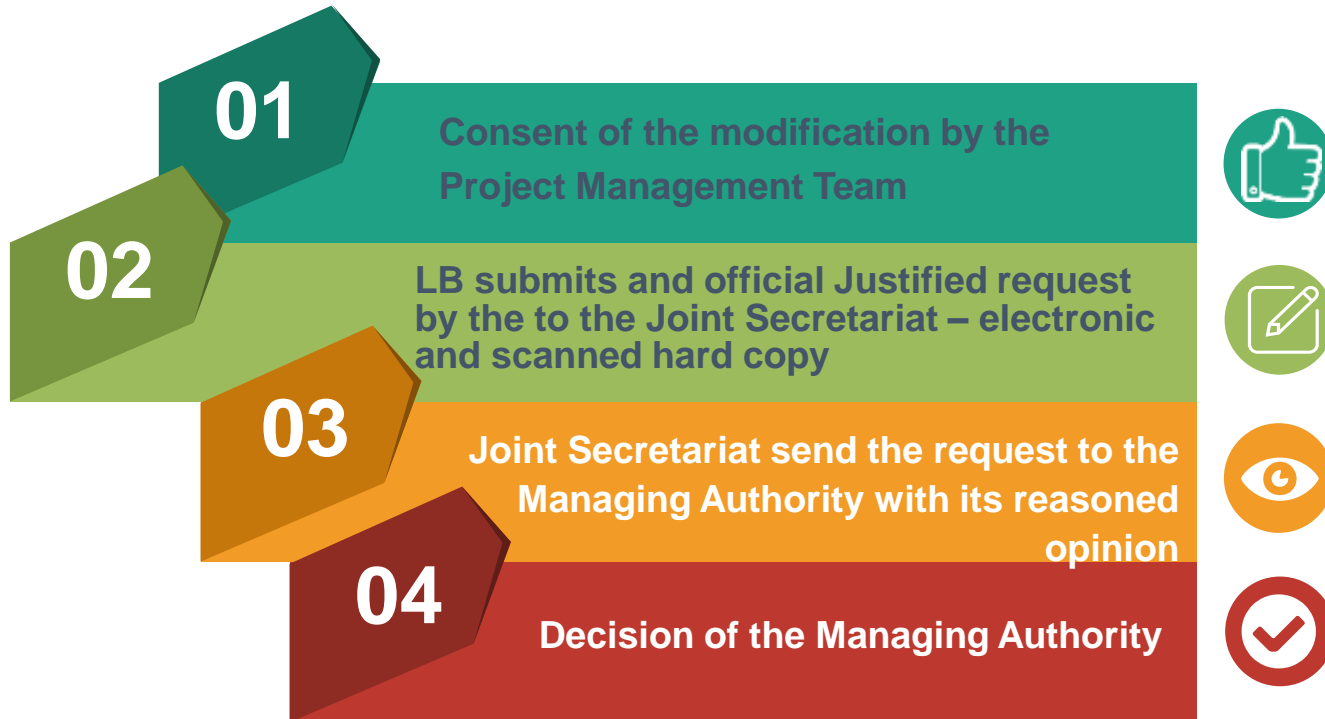 01
Consent of the modification by the
Project Management Team
02
LB submits and official Justified request
by the to the Joint Secretariat – electronic
and scanned hard copy
03
Joint Secretariat send the request to the
Managing Authority with its reasoned
opinion
04
Decision of the Managing Authority